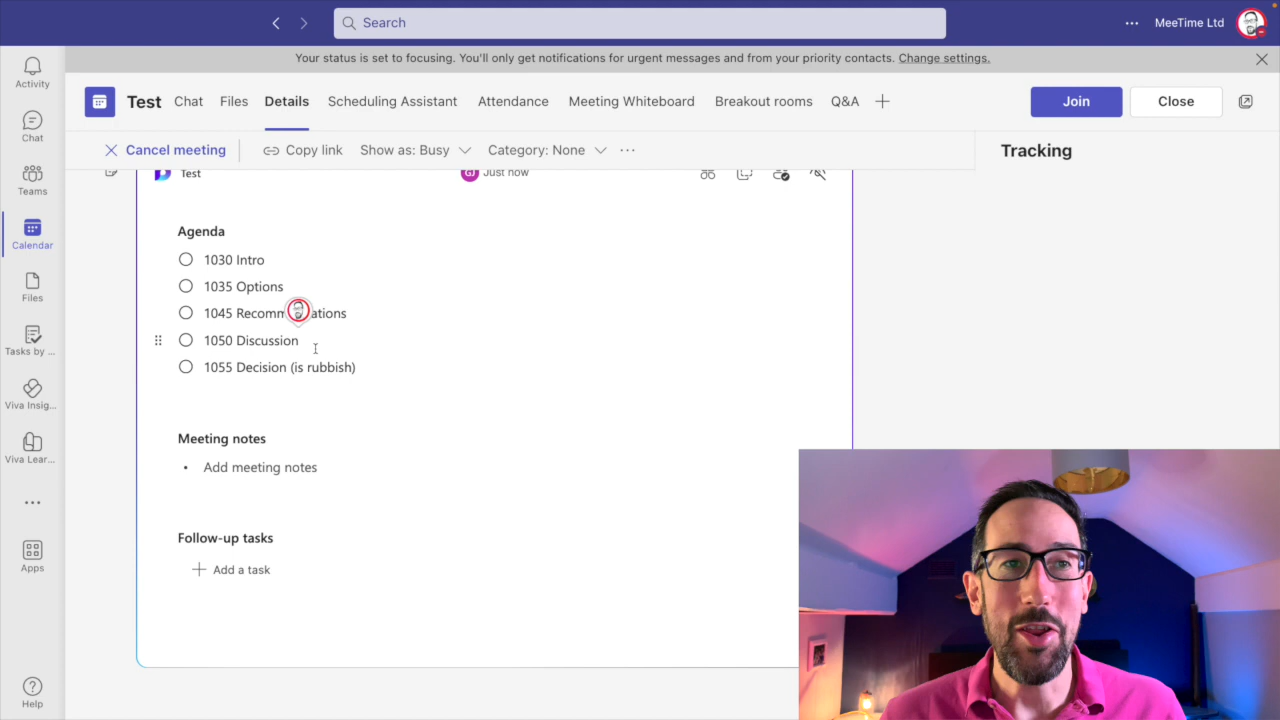 Search
MeeTime Ltd
Your status is set to focusing. You'll only get notifications for urgent messages and from your priority contacts. Change settings.
Activity
Chat
Teams
Calendar
Files
Tasks by ...
Viva Insig...
Viva Lear...
Apps
Help
Test Chat Files Details Scheduling Assistant Attendance Meeting Whiteboard Breakout rooms Q&A Join Close
Cancel meeting Copy link Show as: Busy Category: None
Tracking
Test Just now
Agenda
1030 Intro
1035 Options
1045 Recomm ations
1050 Discussion
1055 Decision (is rubbish)
Meeting notes
Add meeting notes
Follow-up tasks
Add a task